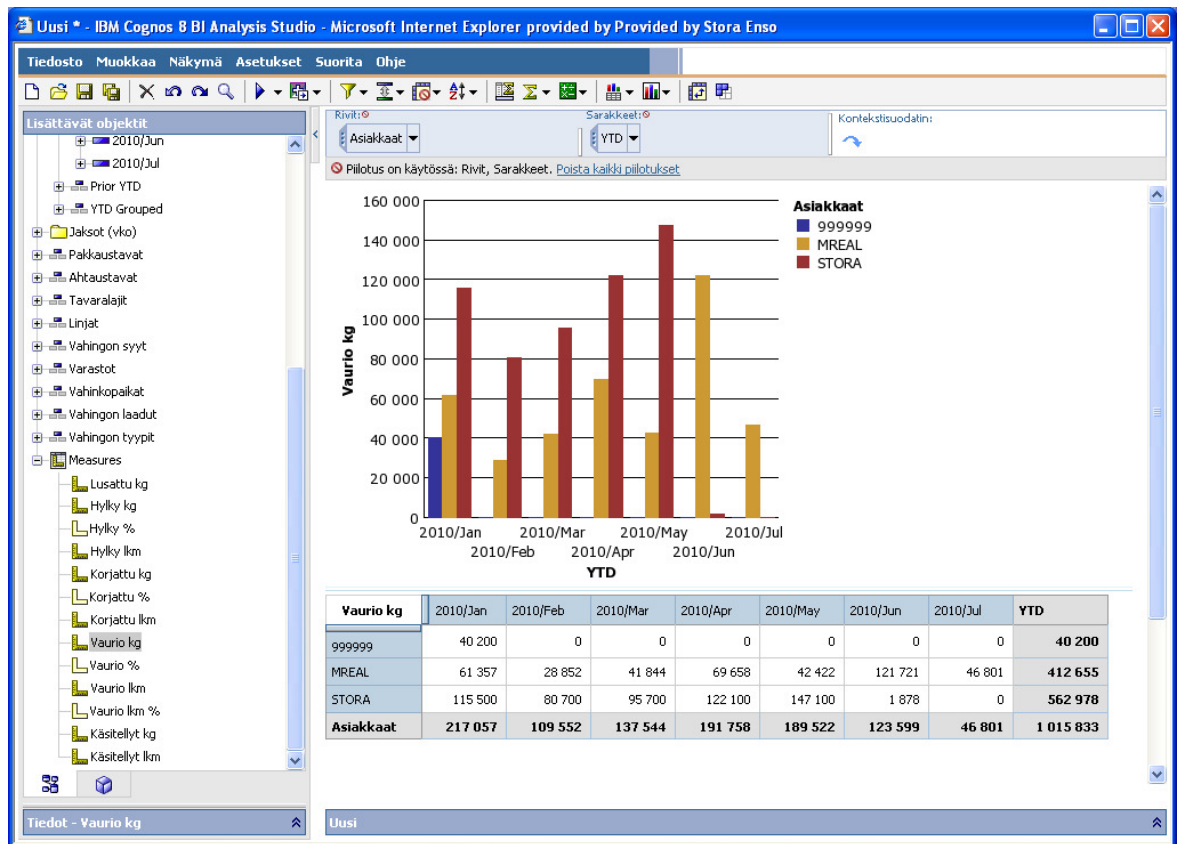 Uusi * - IBM Cognos 8 BI Analysis Studio - Microsoft Internet Explorer provided by Provided by Stora Enso
Tiedosto Muokkaa Näkymä Asetukset Suorita Ohje
Lisättävät objektit
2010/Jun
2010/Jul
Prior YTD
YTD Grouped
Jaksot (vko)
Pakkaustavat
Ahtaustavat
Tavaralajit
Linjat
Vahingon syyt
Varastot
Vahinkopaikat
Vahingon laadut
Vahingon tyypit
Measures
Lusattu kg
Hylky kg
Hylky %
Hylky lkm
Korjattu kg
Korjattu %
Korjattu lkm
Vaurio kg
Vaurio %
Vaurio lkm
Vaurio lkm %
Käsitellyt kg
Käsitellyt lkm
Tiedot - Vaurio kg
Rivit: Sarakkeet: Kontekstisuodatin:
Asiakkaat YTD
Piilotus on käytössä: Rivit, Sarakkeet. Poista kaikki piilotukset
160 000
140 000
120 000
100 000
80 000
60 000
40 000
20 000
0
Vaurio kg
2010/Jan 2010/Mar 2010/May 2010/Jul
2010/Feb 2010/Apr 2010/Jun
YTD
Asiakkaat
999999
MREAL
STORA
Vaurio kg 2010/Jan 2010/Feb 2010/Mar 2010/Apr 2010/May 2010/Jun 2010/Jul YTD
999999 40 200 0 0 0 0 0 0 40 200
MREAL 61 357 28 852 41 844 69 658 42 422 121 721 46 801 412 655
STORA 115 500 80 700 95 700 122 100 147 100 1 878 0 562 978
Asiakkaat 217 057 109 552 137 544 191 758 189 522 123 599 46 801 1 015 833
Uusi